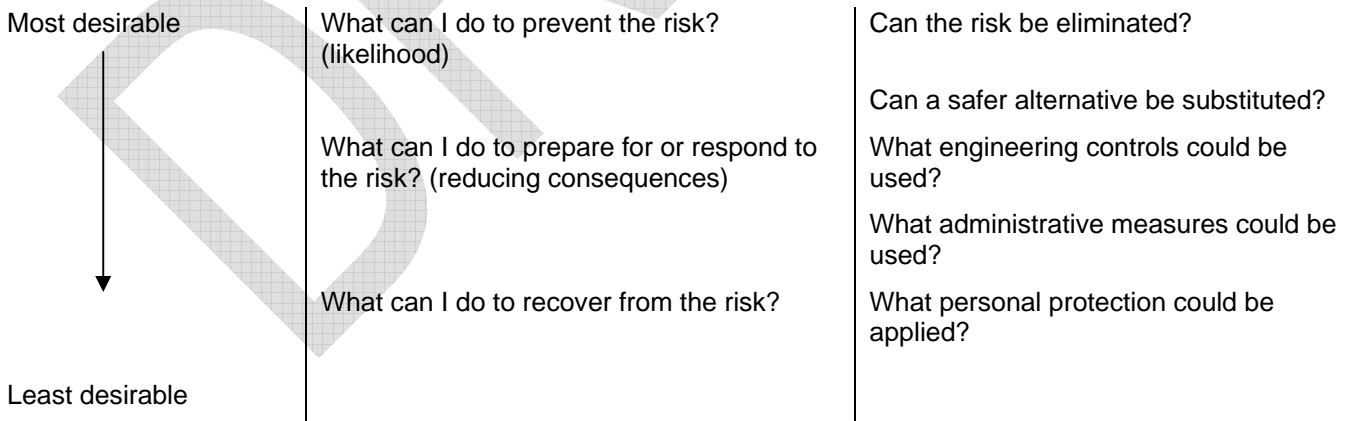 Most desirable
What can I do to prevent the risk?
(likelihood)
Can the risk be eliminated?
Can a safer alternative be substituted?
What can I do to prepare for or respond to
the risk? (reducing consequences)
What engineering controls could be
used?
What administrative measures could be
used?
What can I do to recover from the risk?
What personal protection could be
applied?
Least desirable